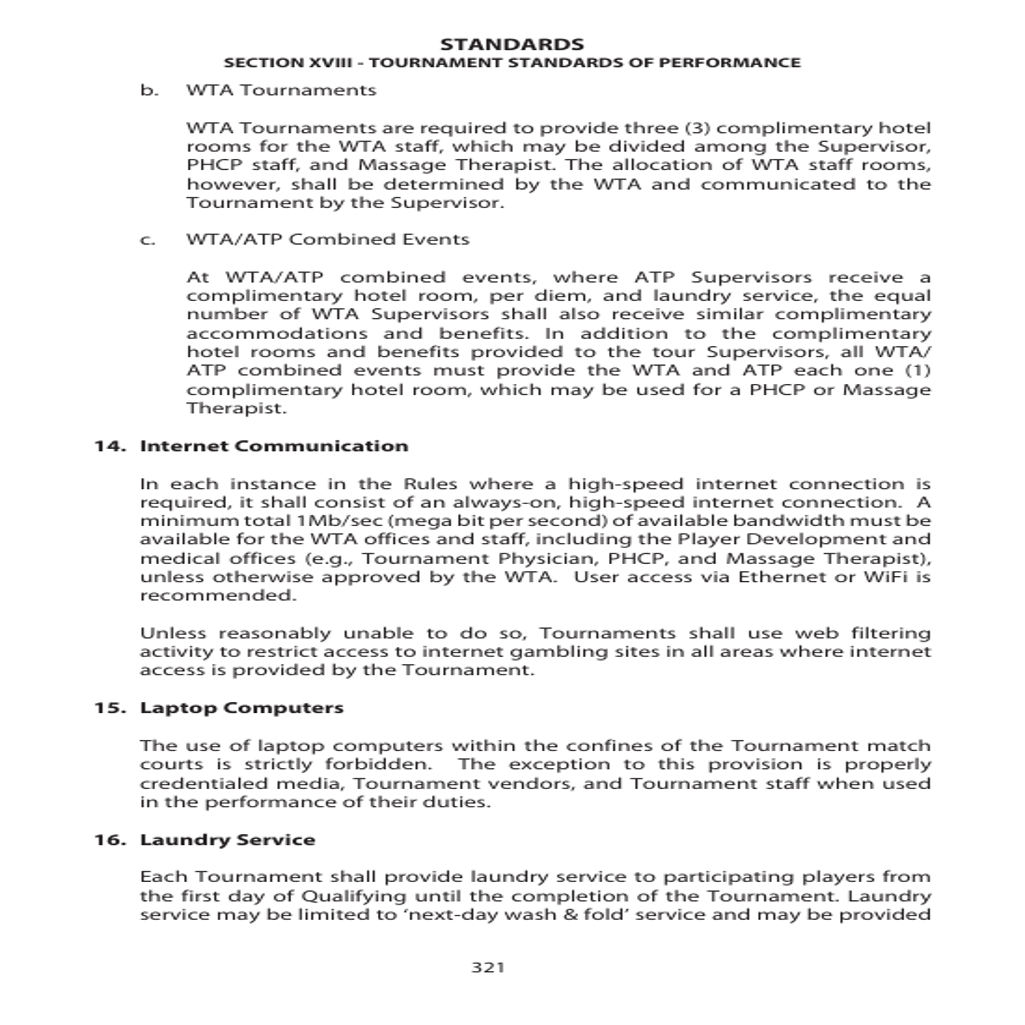 STANDARDS
SECTION XVIII - TOURNAMENT STANDARDS OF PERFORMANCE
b. WTA Tournaments
WTA Tournaments are required to provide three (3) complimentary hotel
rooms for the WTA staff, which may be divided among the Supervisor,
PHCP staff, and Massage Therapist. The allocation of WTA staff rooms,
however, shall be determined by the WTA and communicated to the
Tournament by the Supervisor.
c. WTA/ATP Combined Events
At WTA/ATP combined events, where ATP Supervisors receive a
complimentary hotel room, per diem, and laundry service, the equal
number of WTA Supervisors shall also receive similar complimentary
accommodations and benefits. In addition to the complimentary
hotel rooms and benefits provided to the tour Supervisors, all WTA/
ATP combined events must provide the WTA and ATP each one (1)
complimentary hotel room, which may be used for a PHCP or Massage
Therapist.
14. Internet Communication
In each instance in the Rules where a high-speed internet connection is
required, it shall consist of an always-on, high-speed internet connection. A
minimum total 1Mb/sec (mega bit per second) of available bandwidth must be
available for the WTA offices and staff, including the Player Development and
medical offices (e.g., Tournament Physician, PHCP, and Massage Therapist),
unless otherwise approved by the WTA. User access via Ethernet or WiFi is
recommended.
Unless reasonably unable to do so, Tournaments shall use web filtering
activity to restrict access to internet gambling sites in all areas where internet
access is provided by the Tournament.
15. Laptop Computers
The use of laptop computers within the confines of the Tournament match
courts is strictly forbidden. The exception to this provision is properly
credentialed media, Tournament vendors, and Tournament staff when used
in the performance of their duties.
16. Laundry Service
Each Tournament shall provide laundry service to participating players from
the first day of Qualifying until the completion of the Tournament. Laundry
service may be limited to ‘next-day wash & fold’ service and may be provided
321